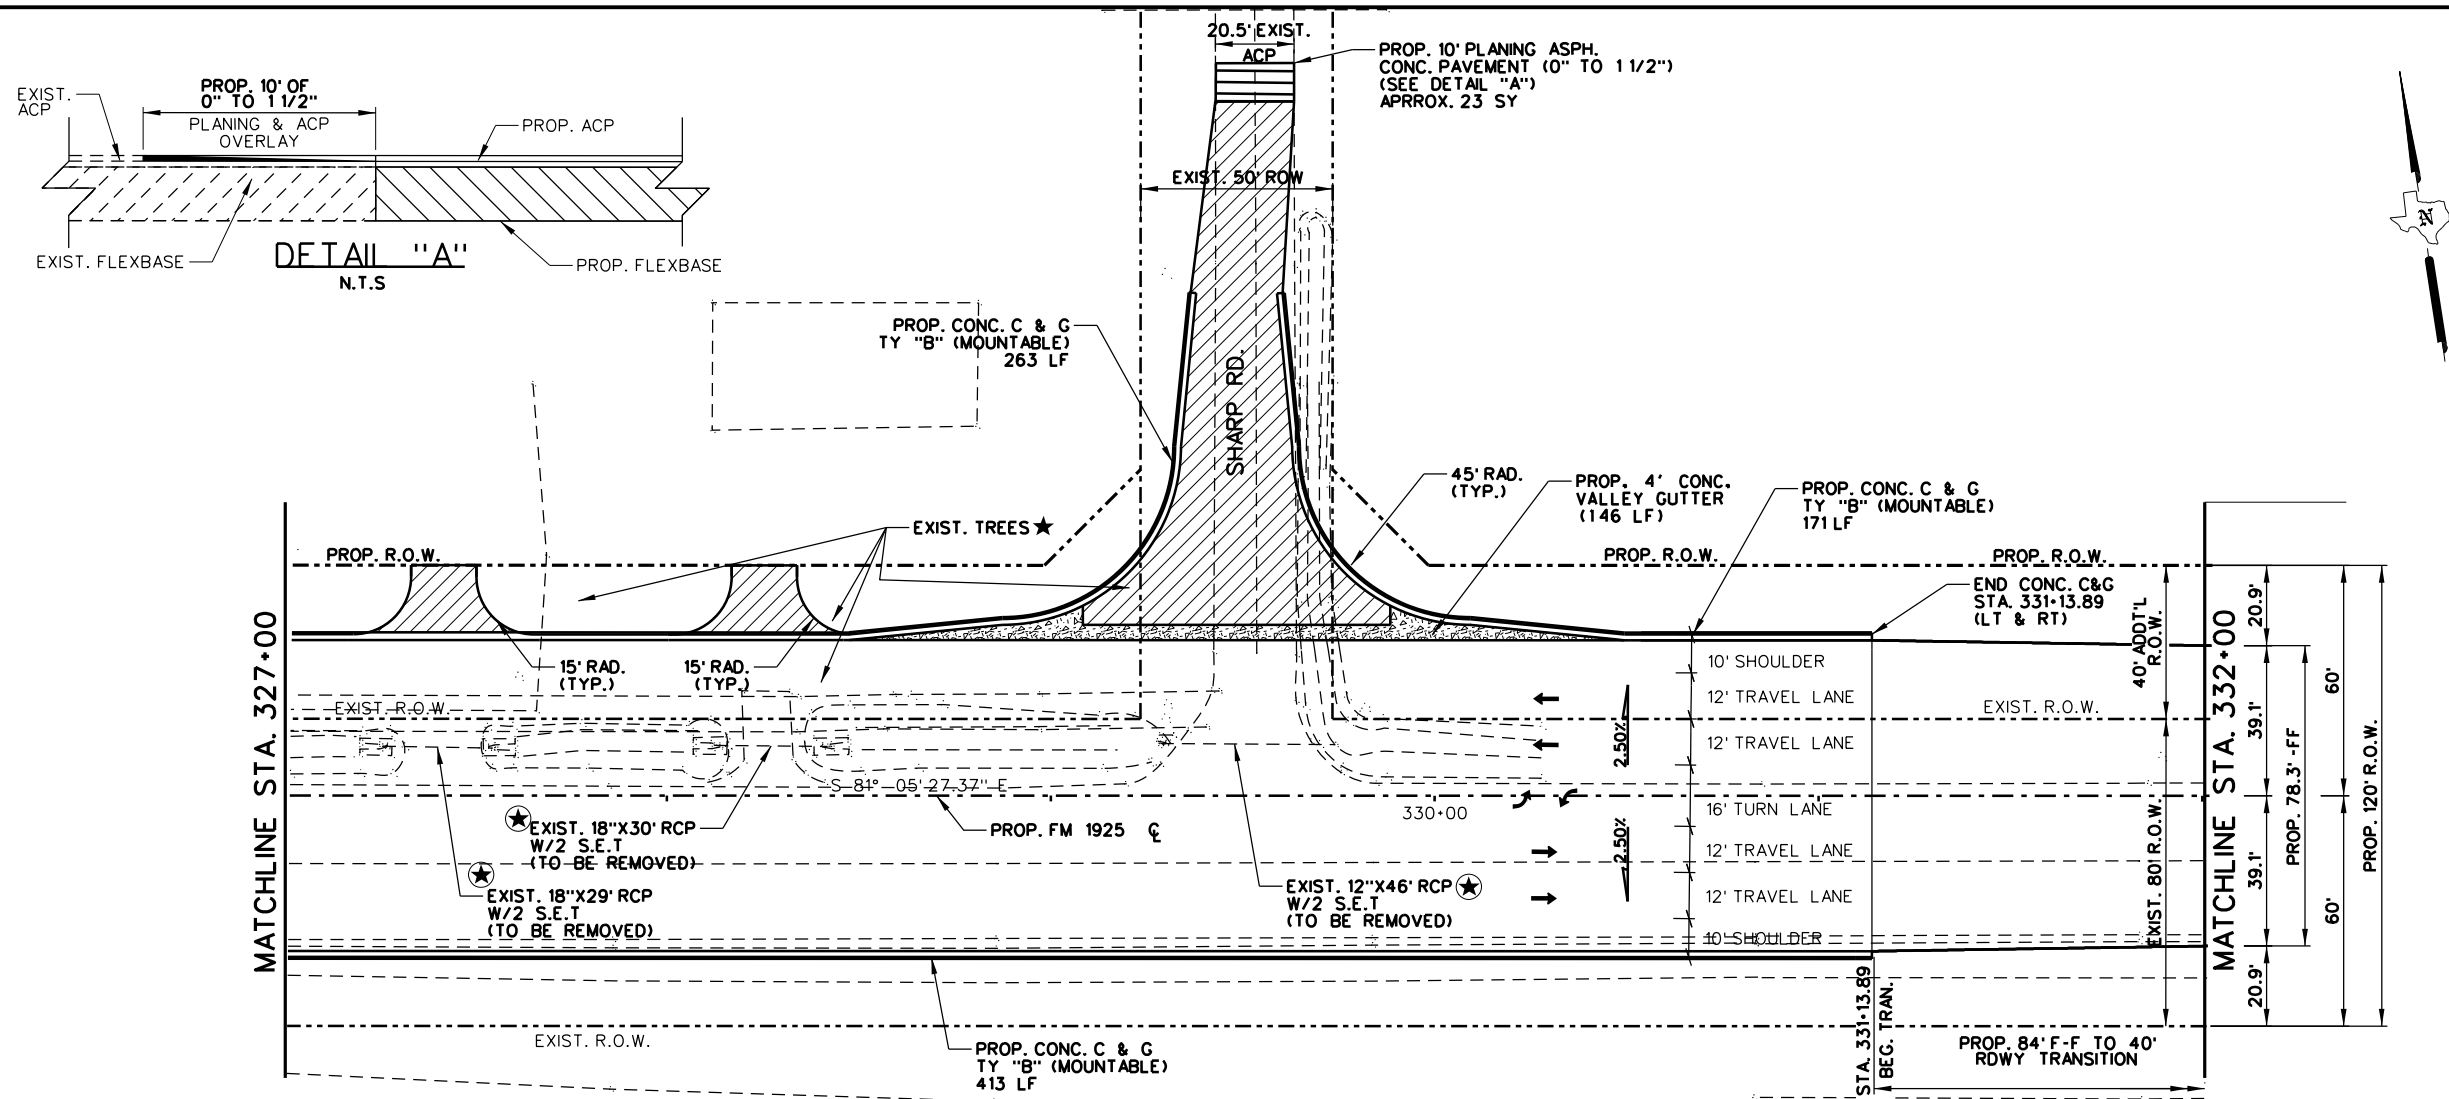 20.5' EXIST.
ACP
PROP. 10' PLANING ASPH.
CONC. PAVEMENT (0" TO 1 1/2")
(SEE DETAIL "A")
APRROX. 23 SY
EXIST.
ACP
PROP. 10' OF
0" TO 1 1/2"
PLANING & ACP
OVERLAY
PROP. ACP
EXIST. FLEXBASE
DETAIL "A"
N.T.S
PROP. FLEXBASE
EXIST. 50' ROW
N
PROP. CONC. C & G
TY "B" (MOUNTABLE)
263 LF
SHARP RD.
45' RAD.
(TYP.)
PROP. 4' CONC.
VALLEY GUTTER
(146 LF)
PROP. CONC. C & G
TY "B" (MOUNTABLE)
171 LF
EXIST. TREES★
PROP. R.O.W.
PROP. R.O.W.
PROP. R.O.W.
END CONC. C&G
STA. 331+13.89
(LT & RT)
15' RAD.
(TYP.)
15' RAD.
(TYP.)
MATCHLINE STA. 327+00
EXIST. R.O.W.
10' SHOULDER
12' TRAVEL LANE
12' TRAVEL LANE
16' TURN LANE
12' TRAVEL LANE
12' TRAVEL LANE
10' SHOULDER
2.50%
2.50%
EXIST. R.O.W.
40' ADDT'L
R.O.W.
EXIST. 80' R.O.W.
MATCHLINE STA. 332+00
20.9'
39.1'
39.1'
20.9'
PROP. 78.3'-FF
60'
60'
PROP. 120' R.O.W.
S 81° 05' 27.37" E
330+00
PROP. FM 1925 ℄
★ EXIST. 18"X30' RCP
W/2 S.E.T
(TO BE REMOVED)
★
EXIST. 18"X29' RCP
W/2 S.E.T
(TO BE REMOVED)
EXIST. 12"X46' RCP ★
W/2 S.E.T
(TO BE REMOVED)
EXIST. R.O.W.
PROP. CONC. C & G
TY "B" (MOUNTABLE)
413 LF
STA. 331+13.89
BEG. TRAN.
PROP. 84' F-F TO 40'
RDWY TRANSITION